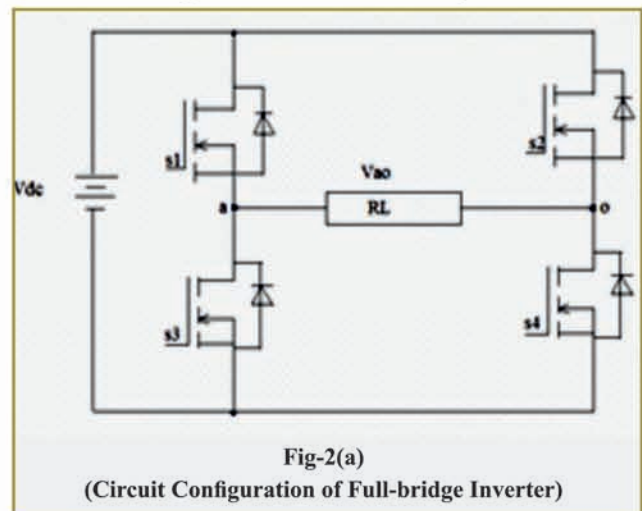 s1
s2
Vdc
Vao
a
RL
o
s3
s4
Fig-2(a)
(Circuit Configuration of Full-bridge Inverter)